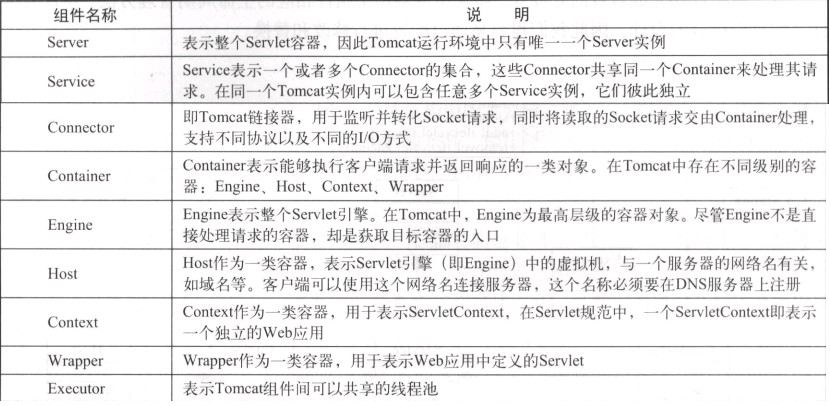 组件名称 说 明
Server 表示整个Servlet容器，因此Tomcat运行环境中只有唯一一个Server实例
Service Service表示一个或者多个Connector的集合，这些Connector共享同一个Container来处理其请
求。在同一个Tomcat实例内可以包含任意多个Service实例，它们彼此独立
Connector 即Tomcat链接器，用于监听并转化Socket请求，同时将读取的Socket请求交由Container处理，
支持不同协议以及不同的I/O方式
Container Container表示能够执行客户端请求并返回响应的一类对象。在Tomcat中存在不同级别的容
器：Engine、Host、Context、Wrapper
Engine Engine表示整个Servlet引擎。在Tomcat中，Engine为最高层级的容器对象。尽管Engine不是直
接处理请求的容器，却是获取目标容器的入口
Host Host作为一类容器，表示Servlet引擎（即Engine）中的虚拟机，与一个服务器的网络名有关，
如域名等。客户端可以使用这个网络名连接服务器，这个名称必须要在DNS服务器上注册
Context Context作为一类容器，用于表示ServletContext，在Servlet规范中，一个ServletContext即表示
一个独立的Web应用
Wrapper Wrapper作为一类容器，用于表示Web应用中定义的Servlet
Executor 表示Tomcat组件间可以共享的线程池